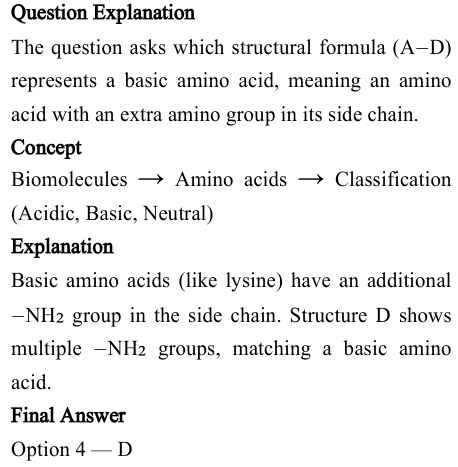 Question Explanation
The question asks which structural formula (A–D)
represents a basic amino acid, meaning an amino
acid with an extra amino group in its side chain.
Concept
Biomolecules → Amino acids → Classification
(Acidic, Basic, Neutral)
Explanation
Basic amino acids (like lysine) have an additional
–NH₂ group in the side chain. Structure D shows
multiple –NH₂ groups, matching a basic amino
acid.
Final Answer
Option 4 — D